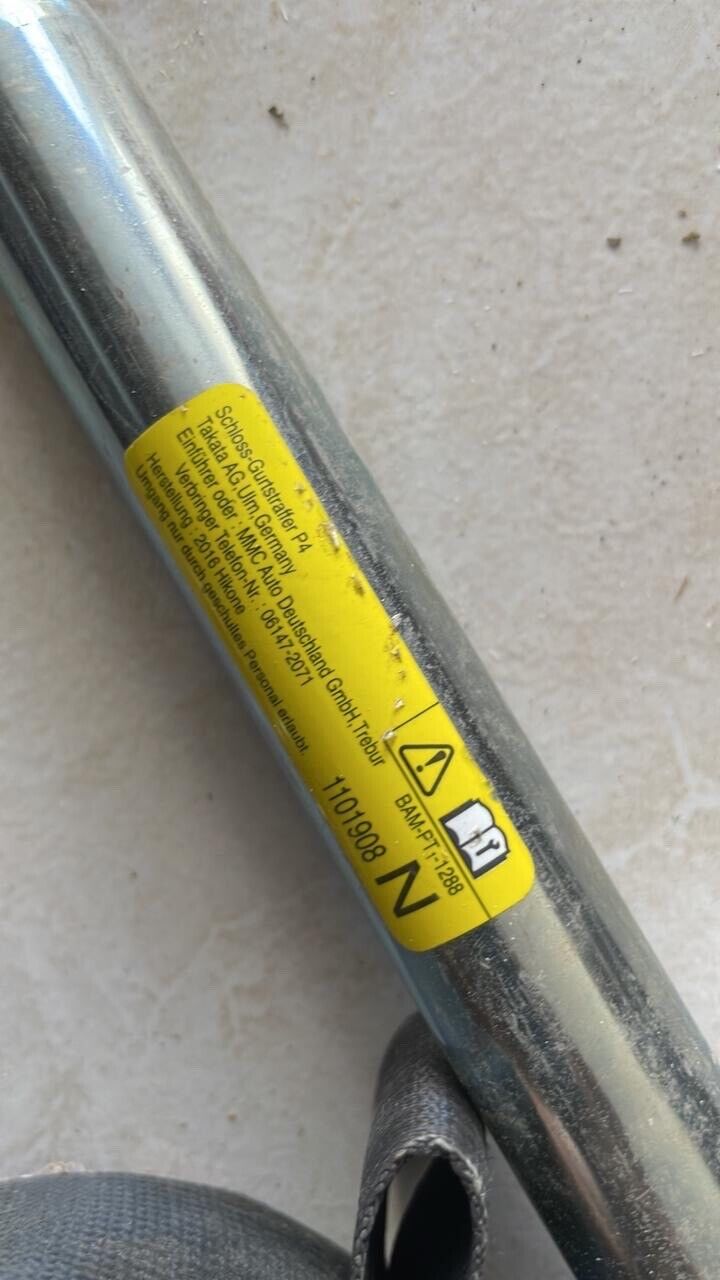 Schloss-Gurtstraffer P4
Takata AG,Ulm,Germany
Einführer oder : MMC Auto Deutschland GmbH,Trebur
Verbringer Telefon-Nr. : 06147-2071
Herstellung : 2016 Hikone
Umgang nur durch geschultes Personal erlaubt.
BAM-PT1-1288
1101908
N